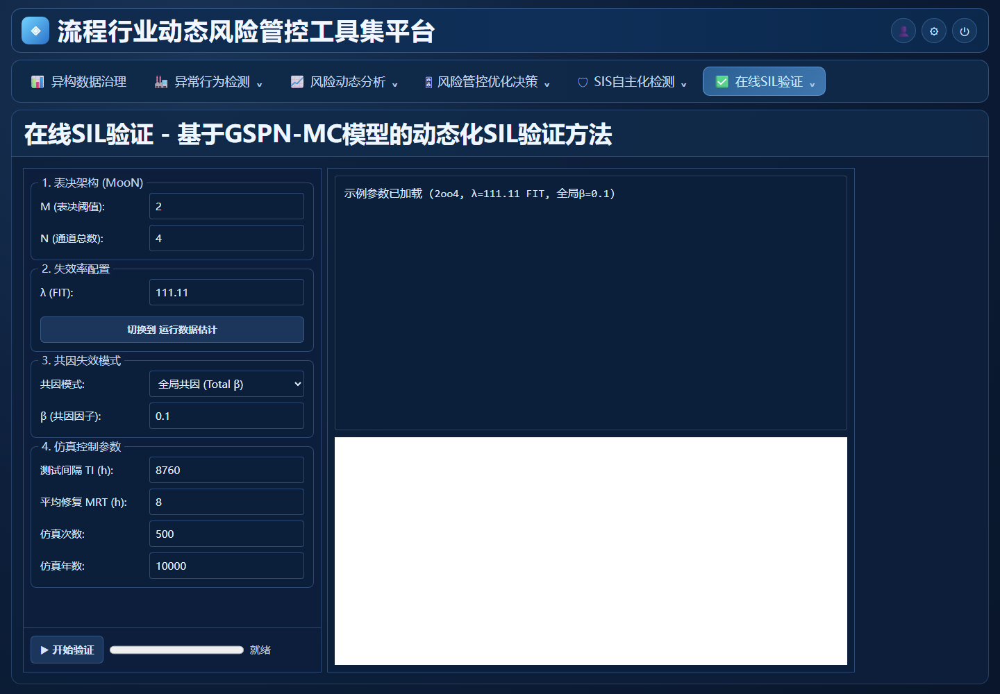 流程行业动态风险管控工具集平台
异构数据治理 异常行为检测 风险动态分析 风险管控优化决策 SIS自主化检测 在线SIL验证
在线SIL验证 - 基于GSPN-MC模型的动态化SIL验证方法
1. 表决架构 (MooN)
M (表决阈值): 2
N (通道总数): 4
2. 失效率配置
λ (FIT): 111.11
切换到 运行数据估计
3. 共因失效模式
共因模式: 全局共因 (Total β)
β (共因因子): 0.1
4. 仿真控制参数
测试间隔 TI (h): 8760
平均修复 MRT (h): 8
仿真次数: 500
仿真年数: 10000
▶ 开始验证 就绪
示例参数已加载 (2oo4, λ=111.11 FIT, 全局β=0.1)